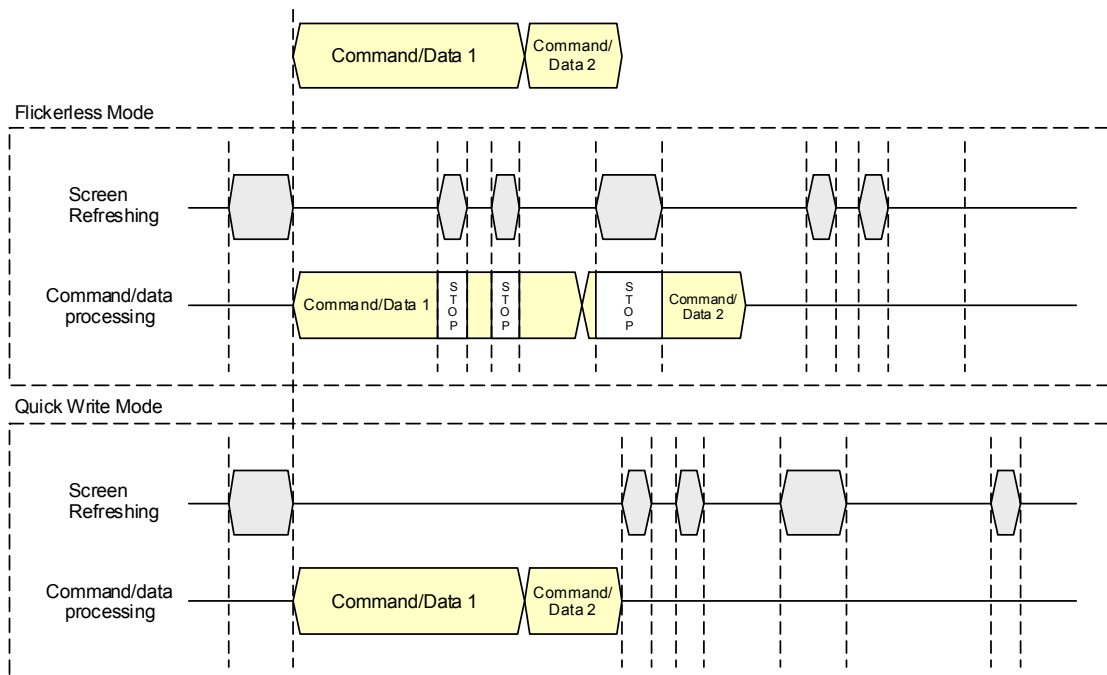 Command/Data 1
Command/
Data 2
Flickerless Mode
Screen
Refreshing
Command/data
processing
Command/Data 1
S
T
O
P
S
T
O
P
S
T
O
P
Command/
Data 2
Quick Write Mode
Screen
Refreshing
Command/data
processing
Command/Data 1
Command/
Data 2